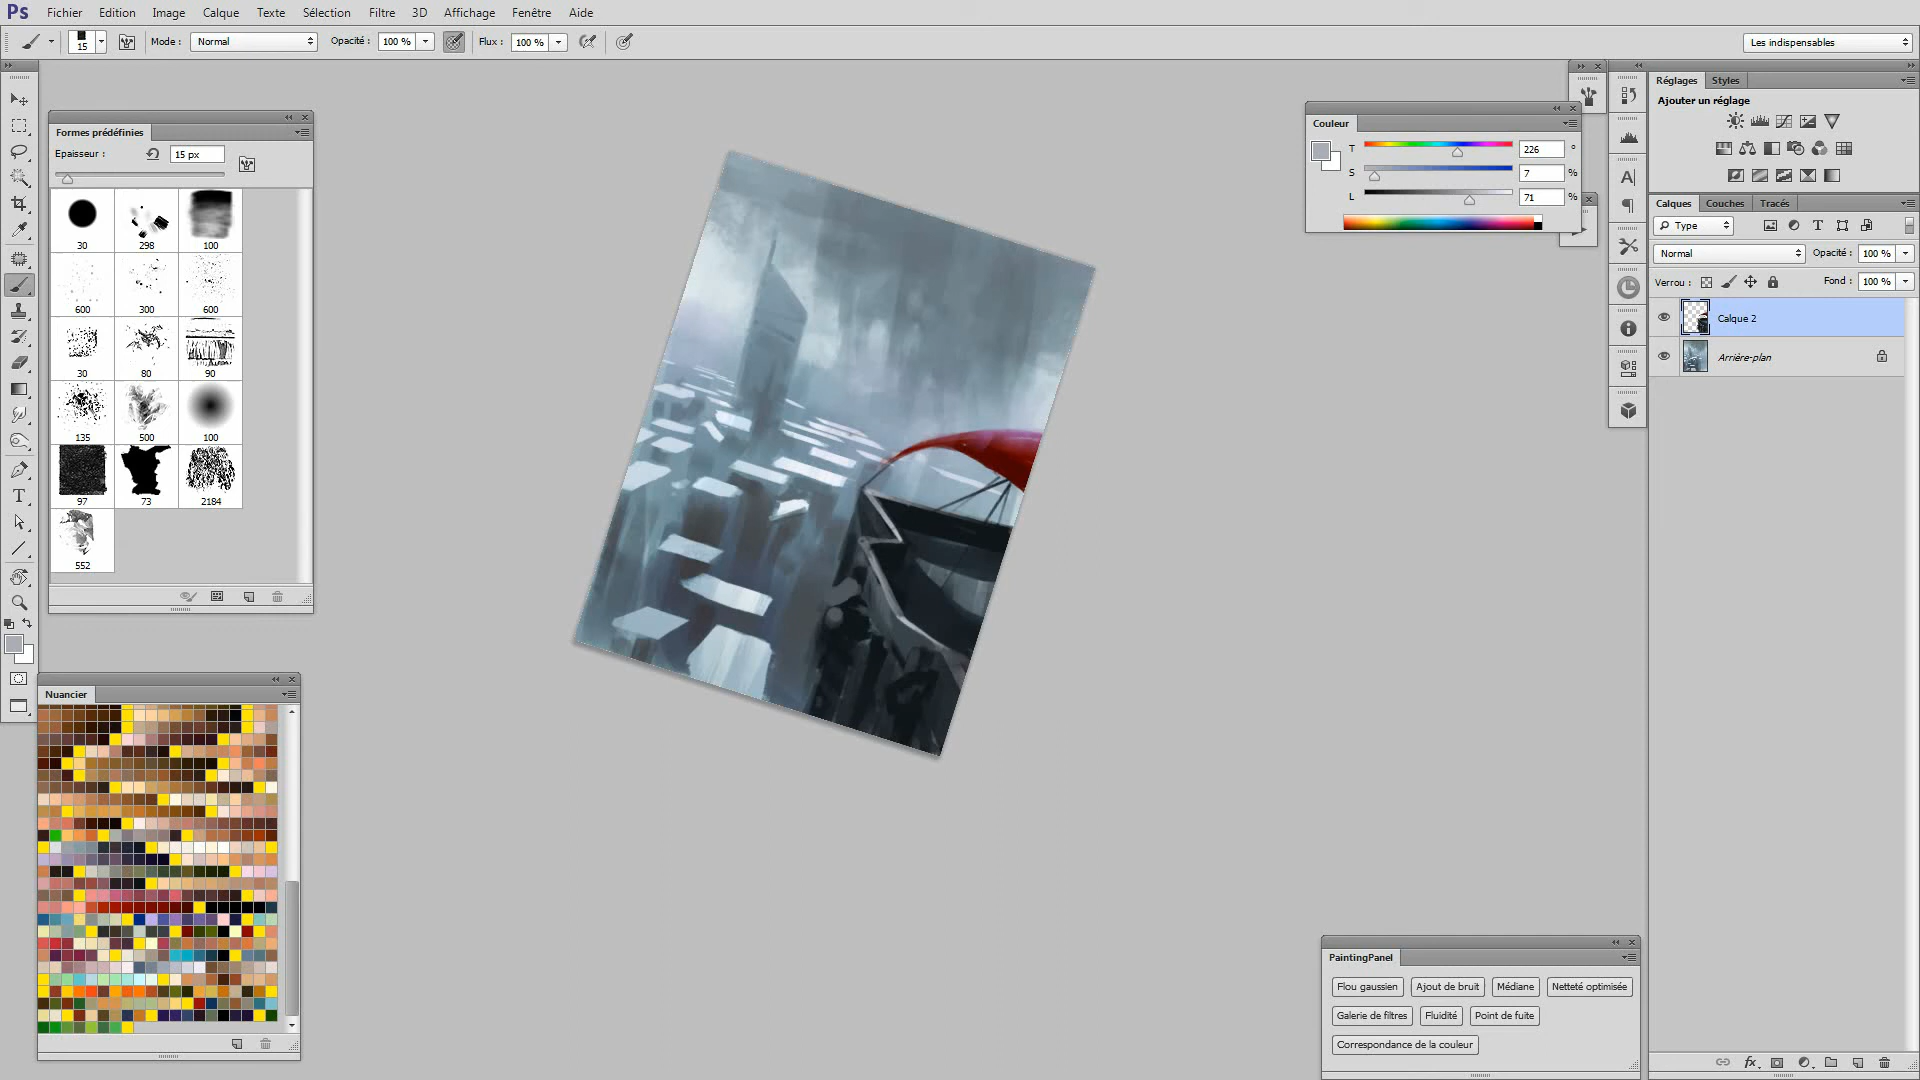 Ps Fichier Edition Image Calque Texte Sélection Filtre 3D Affichage Fenêtre Aide
15 Mode : Normal Opacité : 100 % Flux : 100 % Les indispensables
Formes prédéfinies
Epaisseur : 15 px
30 298 100
600 300 600
30 80 90
135 500 100
97 73 2184
552
Nuancier
Couleur
T 226 °
S 7 %
L 71 %
Réglages Styles
Ajouter un réglage
Calques Couches Tracés
Type
Normal Opacité : 100 %
Verrou : Fond : 100 %
Calque 2
Arrière-plan
fx
PaintingPanel
Flou gaussien Ajout de bruit Médiane Netteté optimisée
Galerie de filtres Fluidité Point de fuite
Correspondance de la couleur